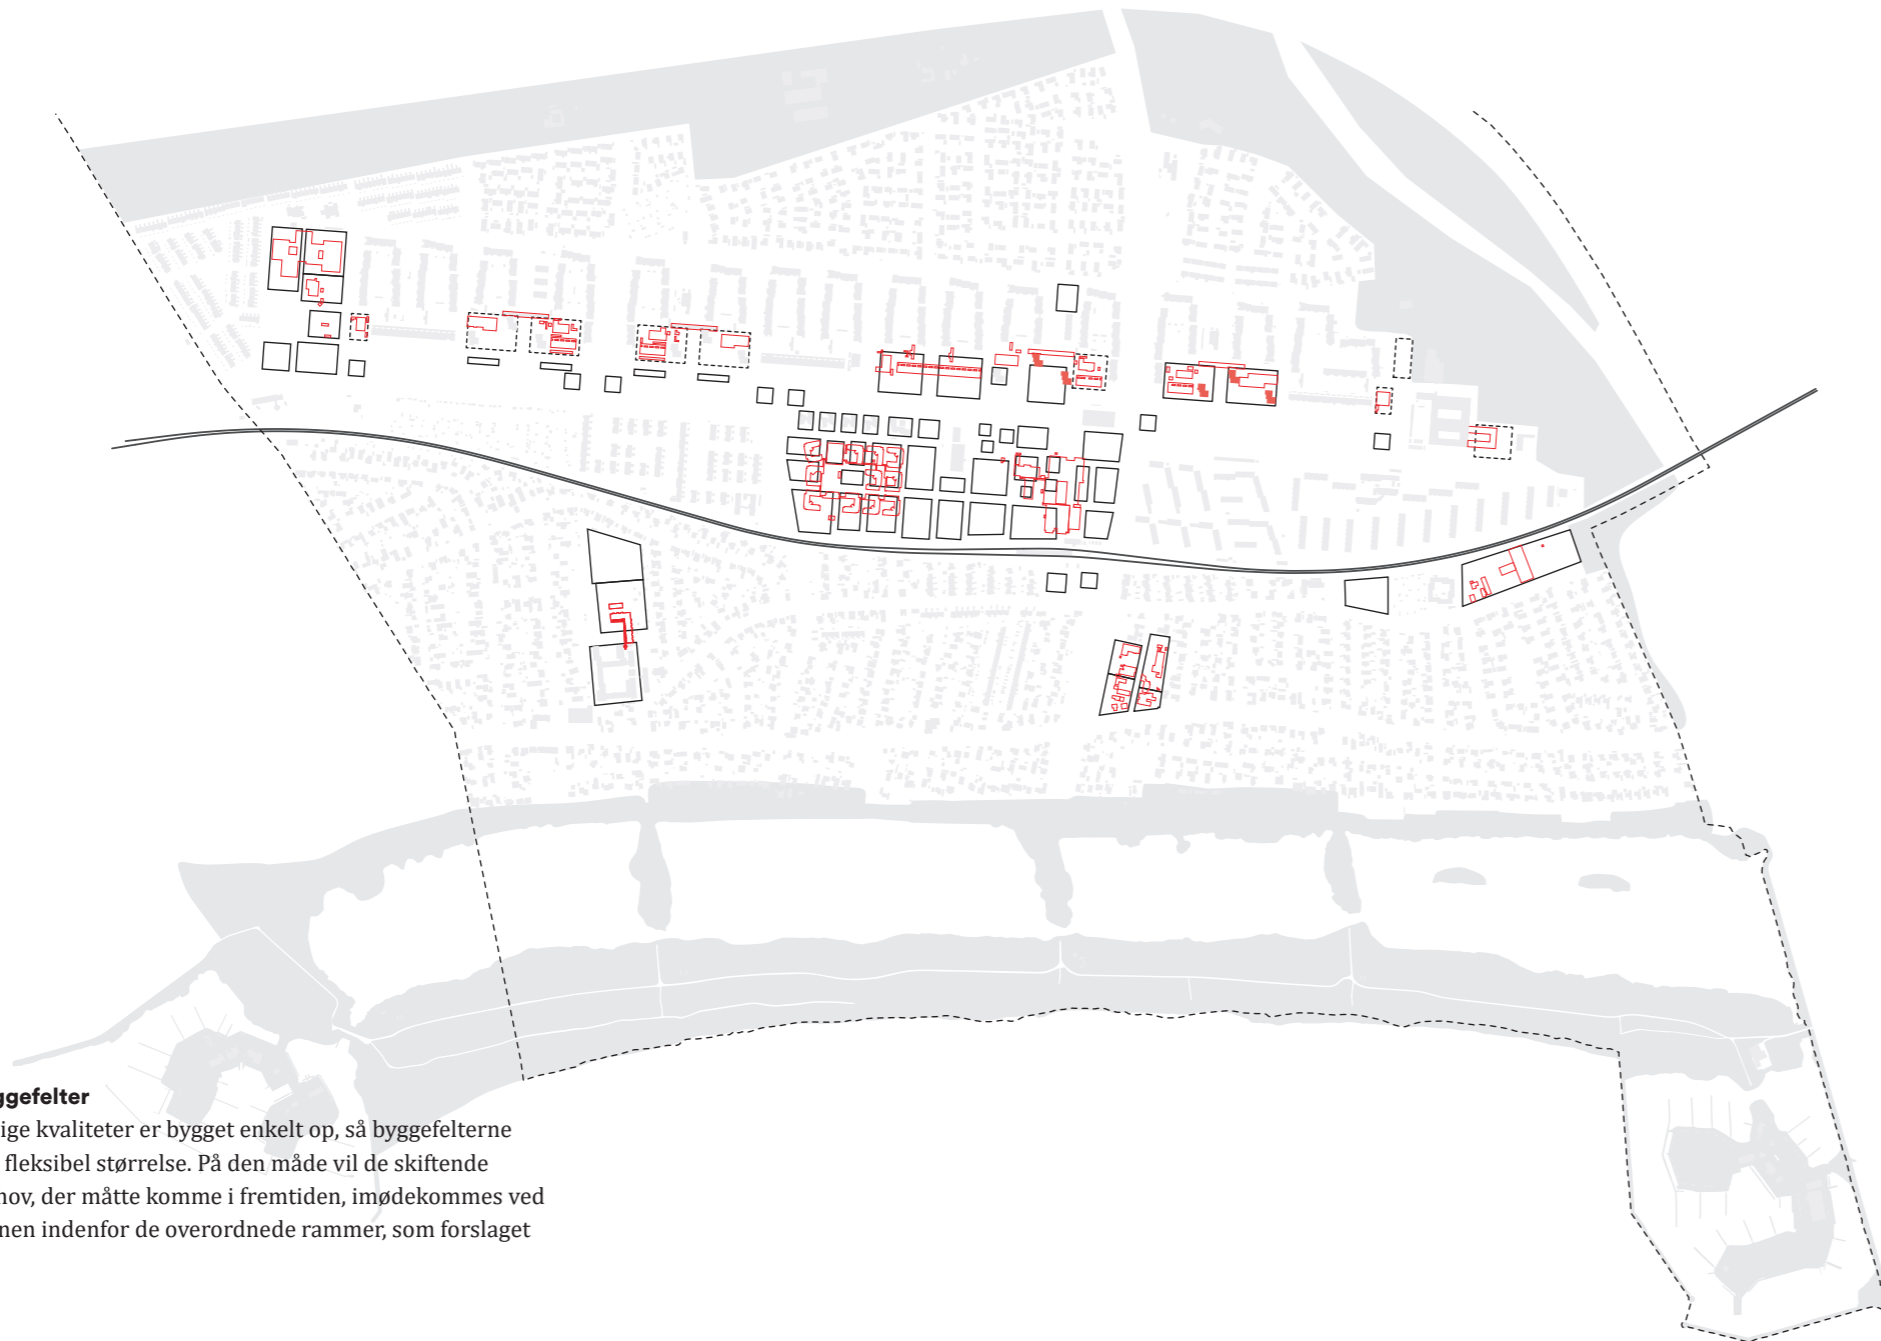 ggefelter
ige kvaliteter er bygget enkelt op, så byggefelterne
fleksibel størrelse. På den måde vil de skiftende
nov, der måtte komme i fremtiden, imødekommes ved
nen indenfor de overordnede rammer, som forslaget